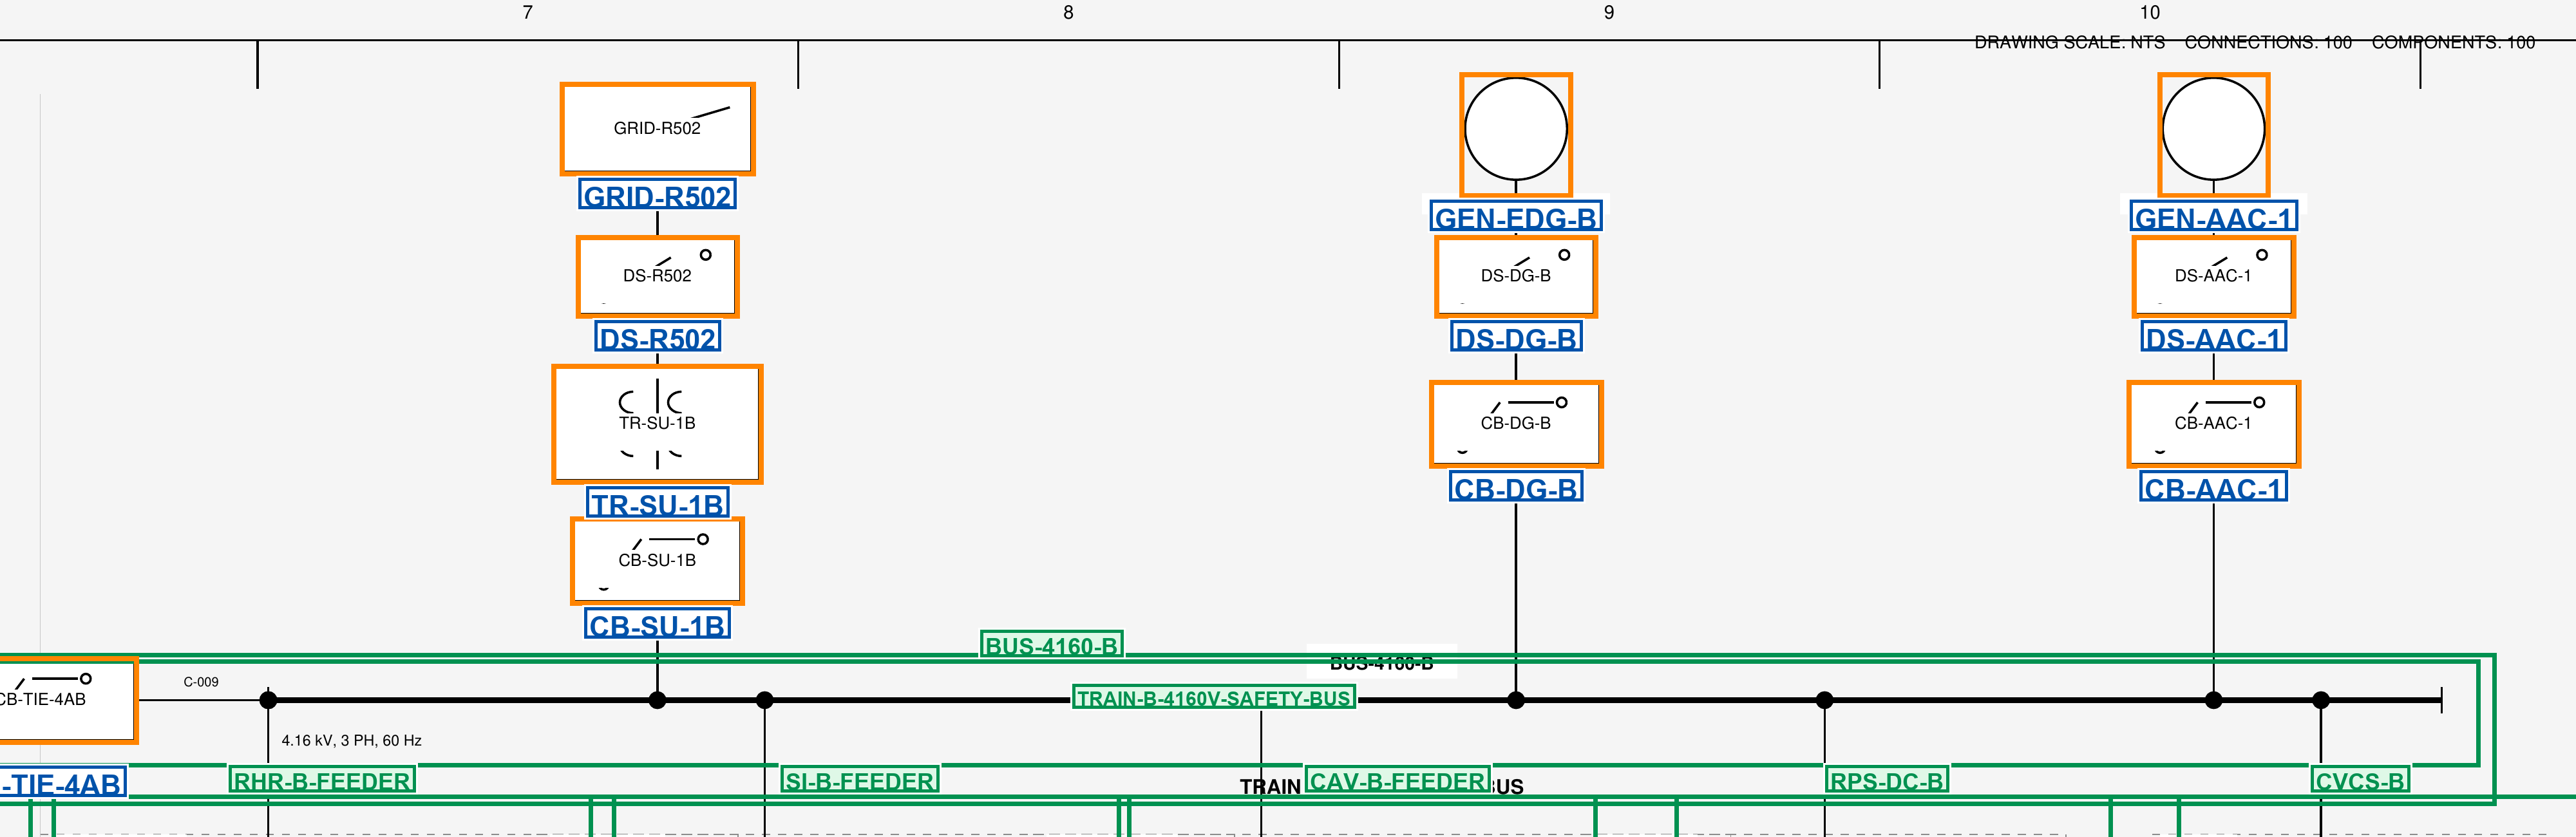 7 8 9 10
DRAWING SCALE: NTS CONNECTIONS: 100 COMPONENTS: 100
GRID-R502
GRID-R502
GEN-EDG-B
GEN-AAC-1
DS-R502
DS-DG-B
DS-AAC-1
DS-R502
DS-DG-B
DS-AAC-1
TR-SU-1B
CB-DG-B
CB-AAC-1
TR-SU-1B
CB-DG-B
CB-AAC-1
CB-SU-1B
CB-SU-1B
BUS-4160-B
BUS-4160-B
CB-TIE-4AB
C-009
TRAIN-B-4160V-SAFETY-BUS
4.16 kV, 3 PH, 60 Hz
-TIE-4AB
RHR-B-FEEDER
SI-B-FEEDER
TRAIN
CAV-B-FEEDER
BUS
RPS-DC-B
CVCS-B